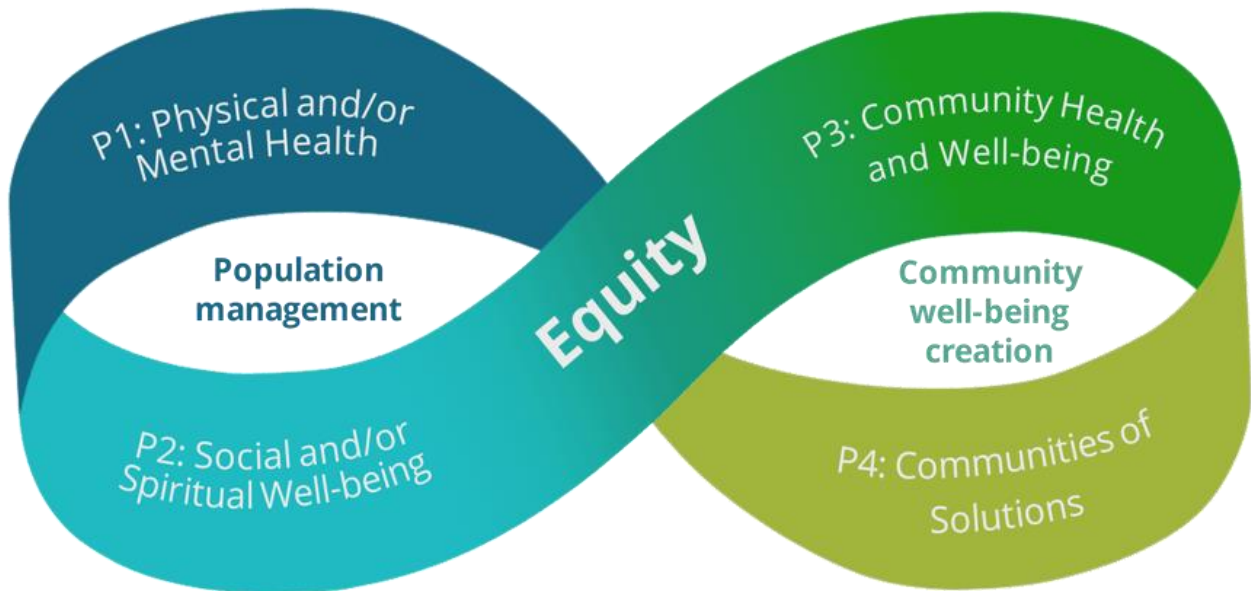 P1: Physical and/or
Mental Health
Population
management
P2: Social and/or
Spiritual Well-being
Equity
P3: Community Health
and Well-being
Community
well-being
creation
P4: Communities of
Solutions